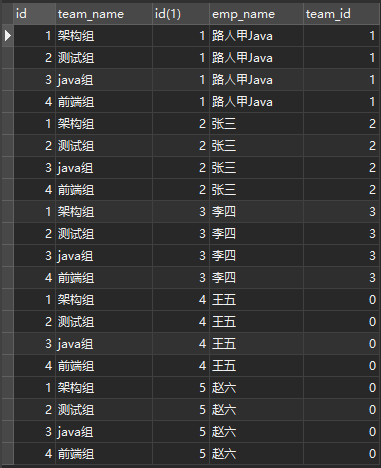 id team_name id(1) emp_name team_id
1 架构组 1 路人甲Java 1
2 测试组 1 路人甲Java 1
3 java组 1 路人甲Java 1
4 前端组 1 路人甲Java 1
1 架构组 2 张三 2
2 测试组 2 张三 2
3 java组 2 张三 2
4 前端组 2 张三 2
1 架构组 3 李四 3
2 测试组 3 李四 3
3 java组 3 李四 3
4 前端组 3 李四 3
1 架构组 4 王五 0
2 测试组 4 王五 0
3 java组 4 王五 0
4 前端组 4 王五 0
1 架构组 5 赵六 0
2 测试组 5 赵六 0
3 java组 5 赵六 0
4 前端组 5 赵六 0